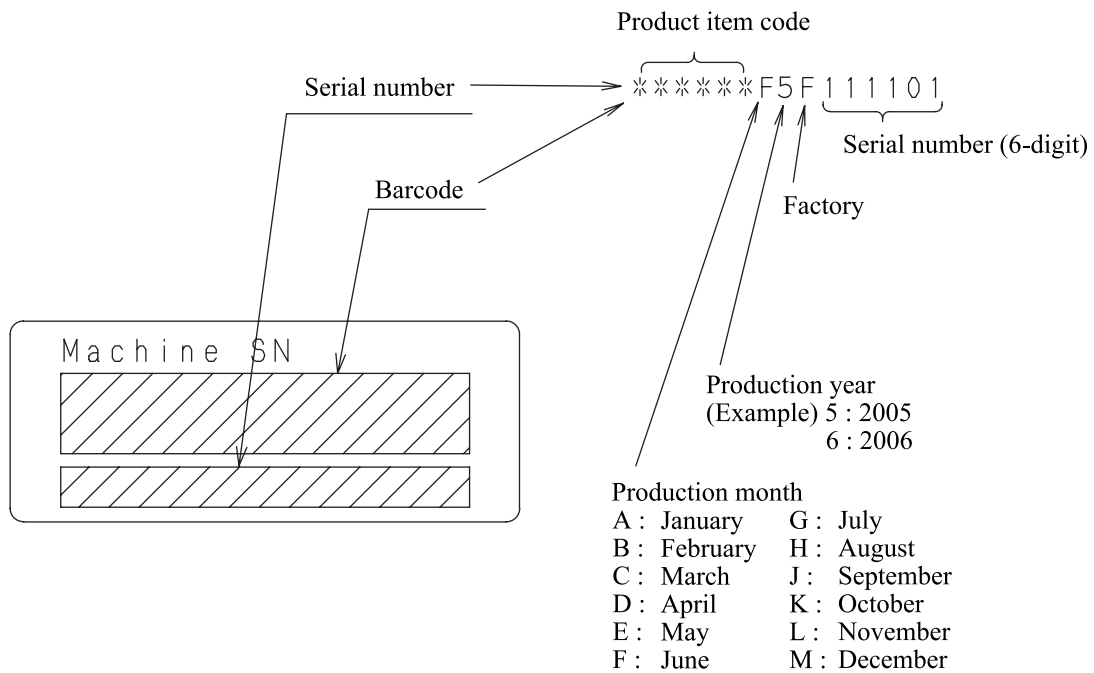 Product item code
Serial number
******F5F111101
Serial number (6-digit)
Barcode
Factory
Machine SN
Production year
(Example) 5 : 2005
6 : 2006
Production month
A : January G : July
B : February H : August
C : March J : September
D : April K : October
E : May L : November
F : June M : December